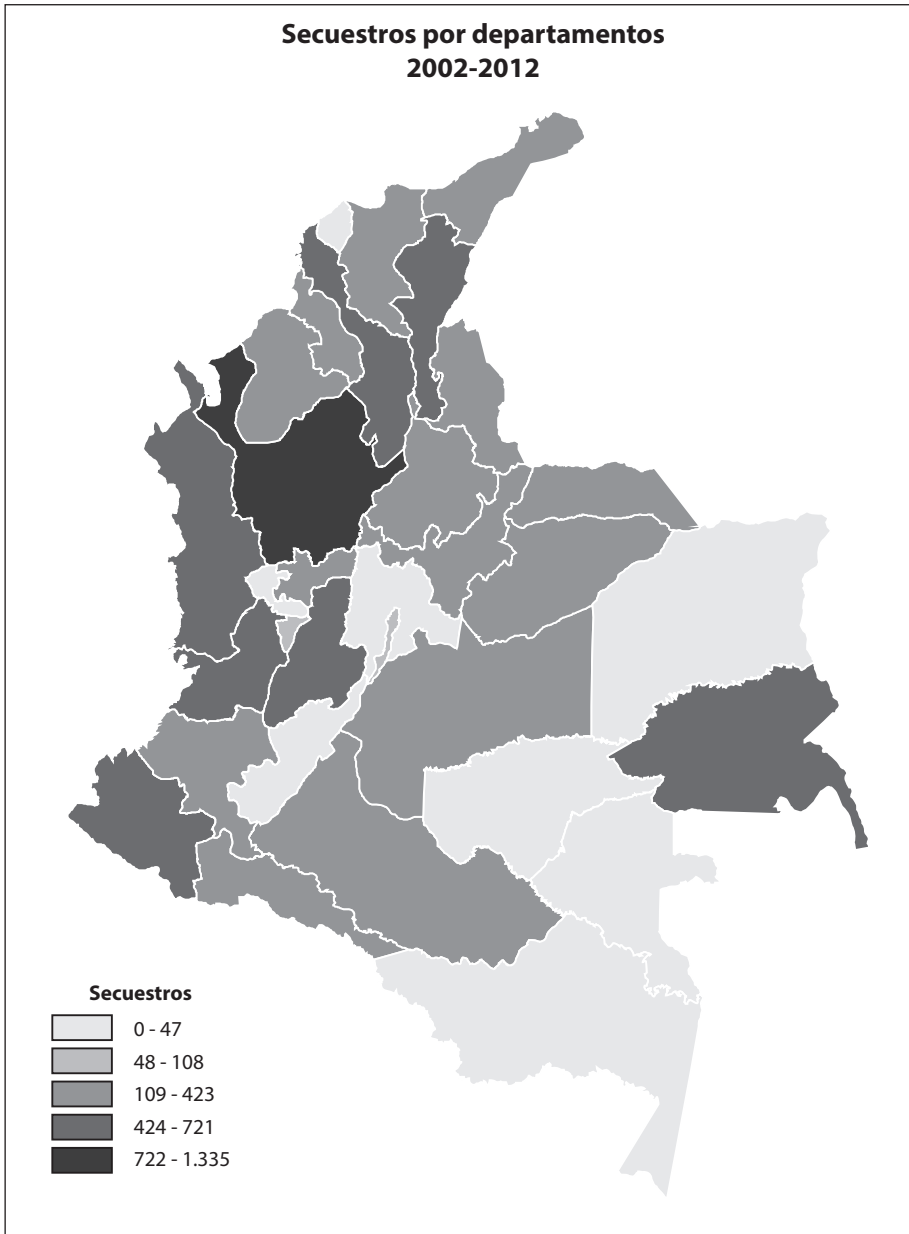 Secuestros por departamentos
2002-2012
Secuestros
0 - 47
48 - 108
109 - 423
424 - 721
722 - 1.335